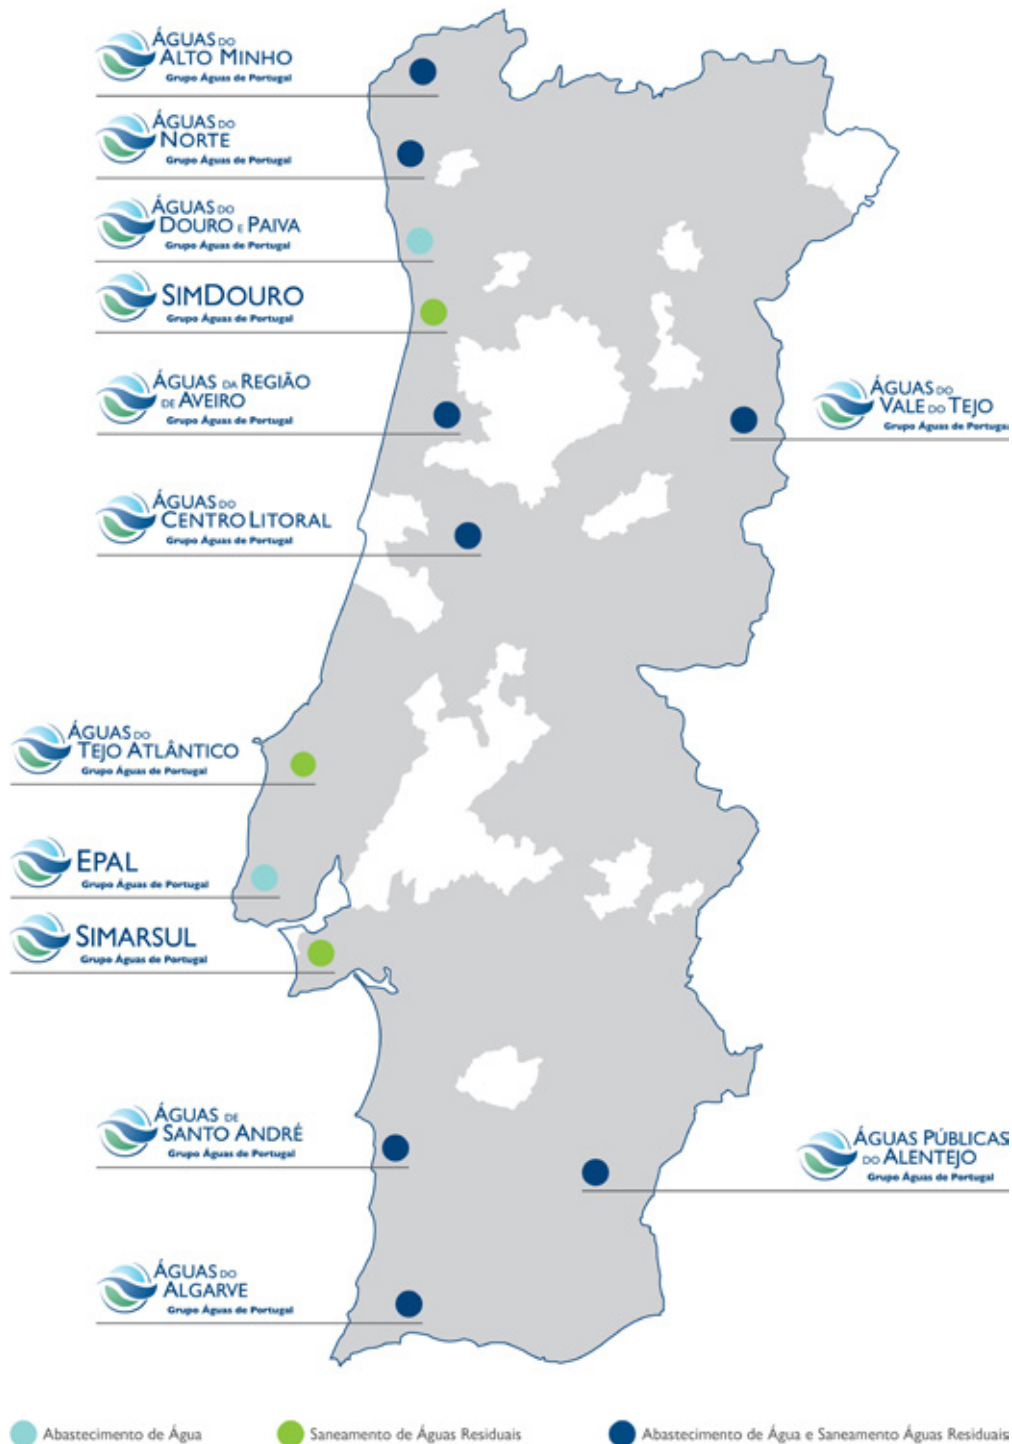 ÁGUAS DO
ALTO MINHO
Grupo Águas de Portugal
ÁGUAS DO
NORTE
Grupo Águas de Portugal
ÁGUAS DO
DOURO E PAIVA
Grupo Águas de Portugal
SIMDOURO
Grupo Águas de Portugal
ÁGUAS DA REGIÃO
DE AVEIRO
Grupo Águas de Portugal
ÁGUAS DO
VALE DO TEJO
Grupo Águas de Portugal
ÁGUAS DO
CENTRO LITORAL
Grupo Águas de Portugal
ÁGUAS DO
TEJO ATLÂNTICO
Grupo Águas de Portugal
EPAL
Grupo Águas de Portugal
SIMARSUL
Grupo Águas de Portugal
ÁGUAS DE
SANTO ANDRÉ
Grupo Águas de Portugal
ÁGUAS PÚBLICAS
DO ALENTEJO
Grupo Águas de Portugal
ÁGUAS DO
ALGARVE
Grupo Águas de Portugal
Abastecimento de Água
Saneamento de Águas Residuais
Abastecimento de Água e Saneamento Águas Residuais